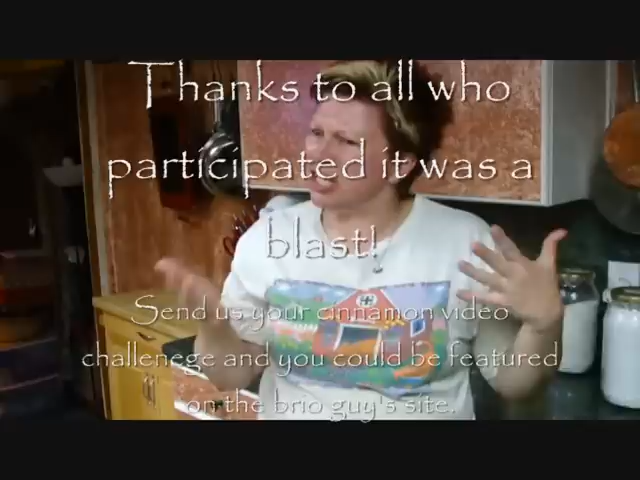 Thanks to all who
participated it was a
blast!
Send us your cinnamon video
challenege and you could be featured
on the brio guy's site.